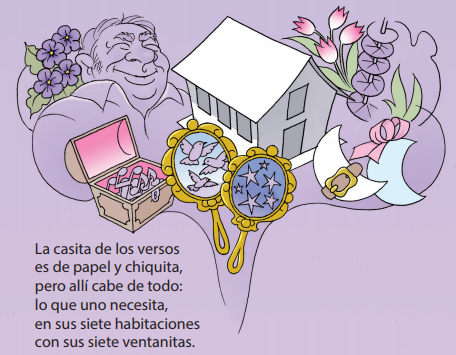 La casita de los versos
es de papel y chiquita,
pero allí cabe de todo:
lo que uno necesita,
en sus siete habitaciones
con sus siete ventanitas.